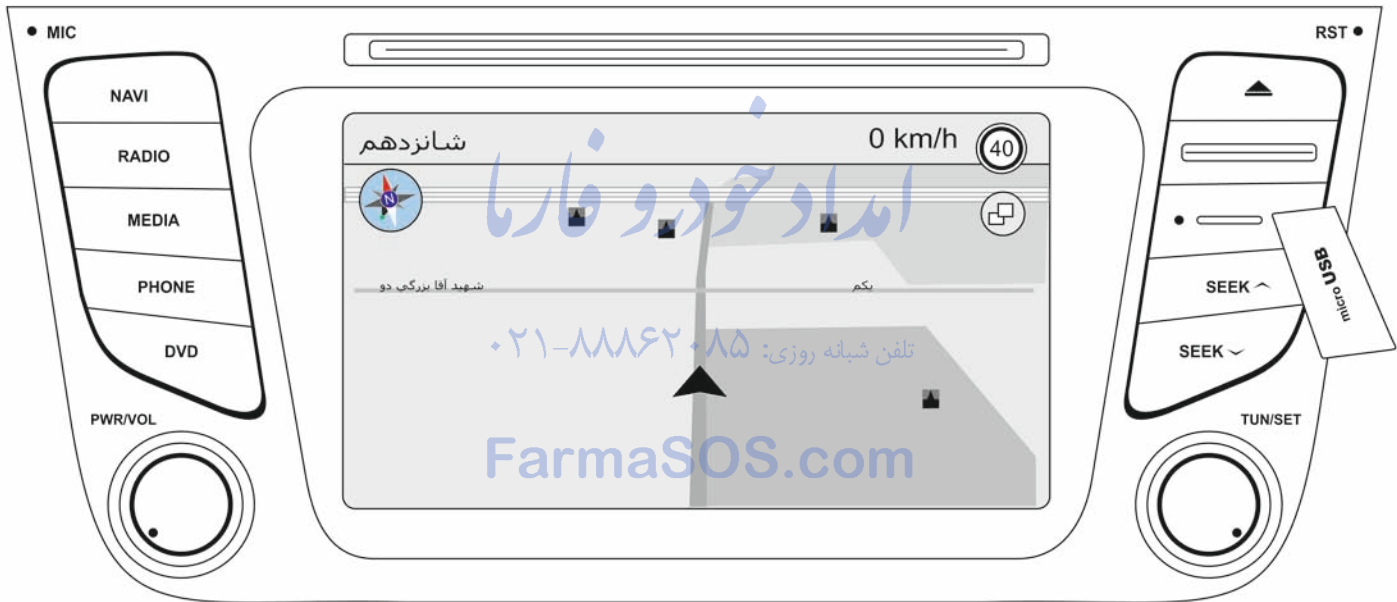 MIC
RST
NAVI
RADIO
MEDIA
PHONE
DVD
PWR/VOL
شانزدهم
0 km/h
40
N
امداد خودرو فارما
شهید آقا بزرگي دو
یکم
تلفن شبانه روزی: ۰۲۱-۸۸۸۶۲۰۸۵
FarmaSOS.com
SEEK
SEEK
micro USB
TUN/SET